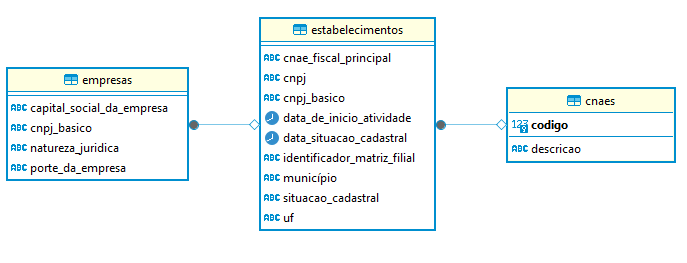 empresas
ABC capital_social_da_empresa
ABC cnpj_basico
ABC natureza_juridica
ABC porte_da_empresa
estabelecimentos
ABC cnae_fiscal_principal
ABC cnpj
ABC cnpj_basico
data_de_inicio_atividade
data_situacao_cadastral
ABC identificador_matriz_filial
ABC município
ABC situacao_cadastral
ABC uf
cnaes
123 codigo
ABC descricao